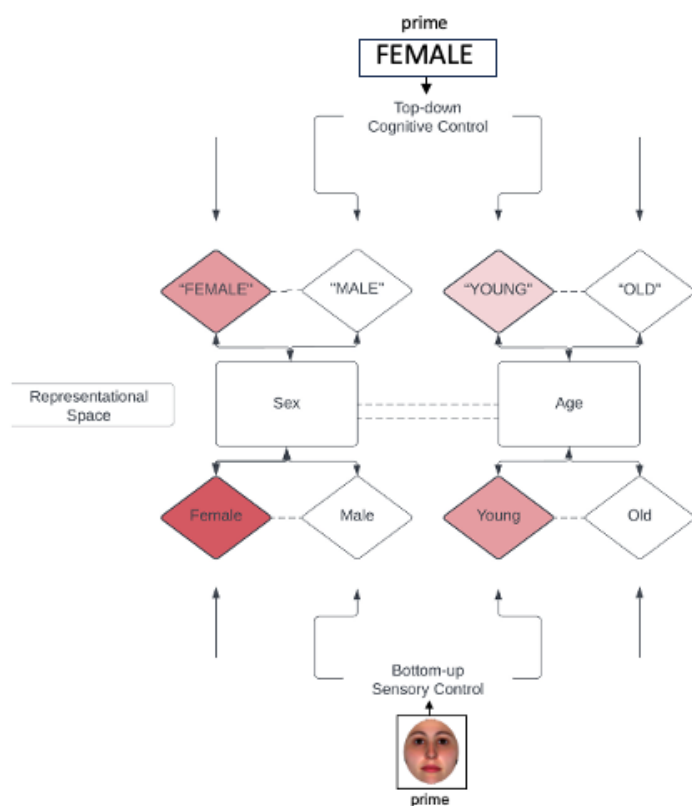 prime
FEMALE
Top-down
Cognitive Control
"FEMALE"
"MALE"
"YOUNG"
"OLD"
Representational
Space
Sex
Age
Female
Male
Young
Old
Bottom-up
Sensory Control
prime